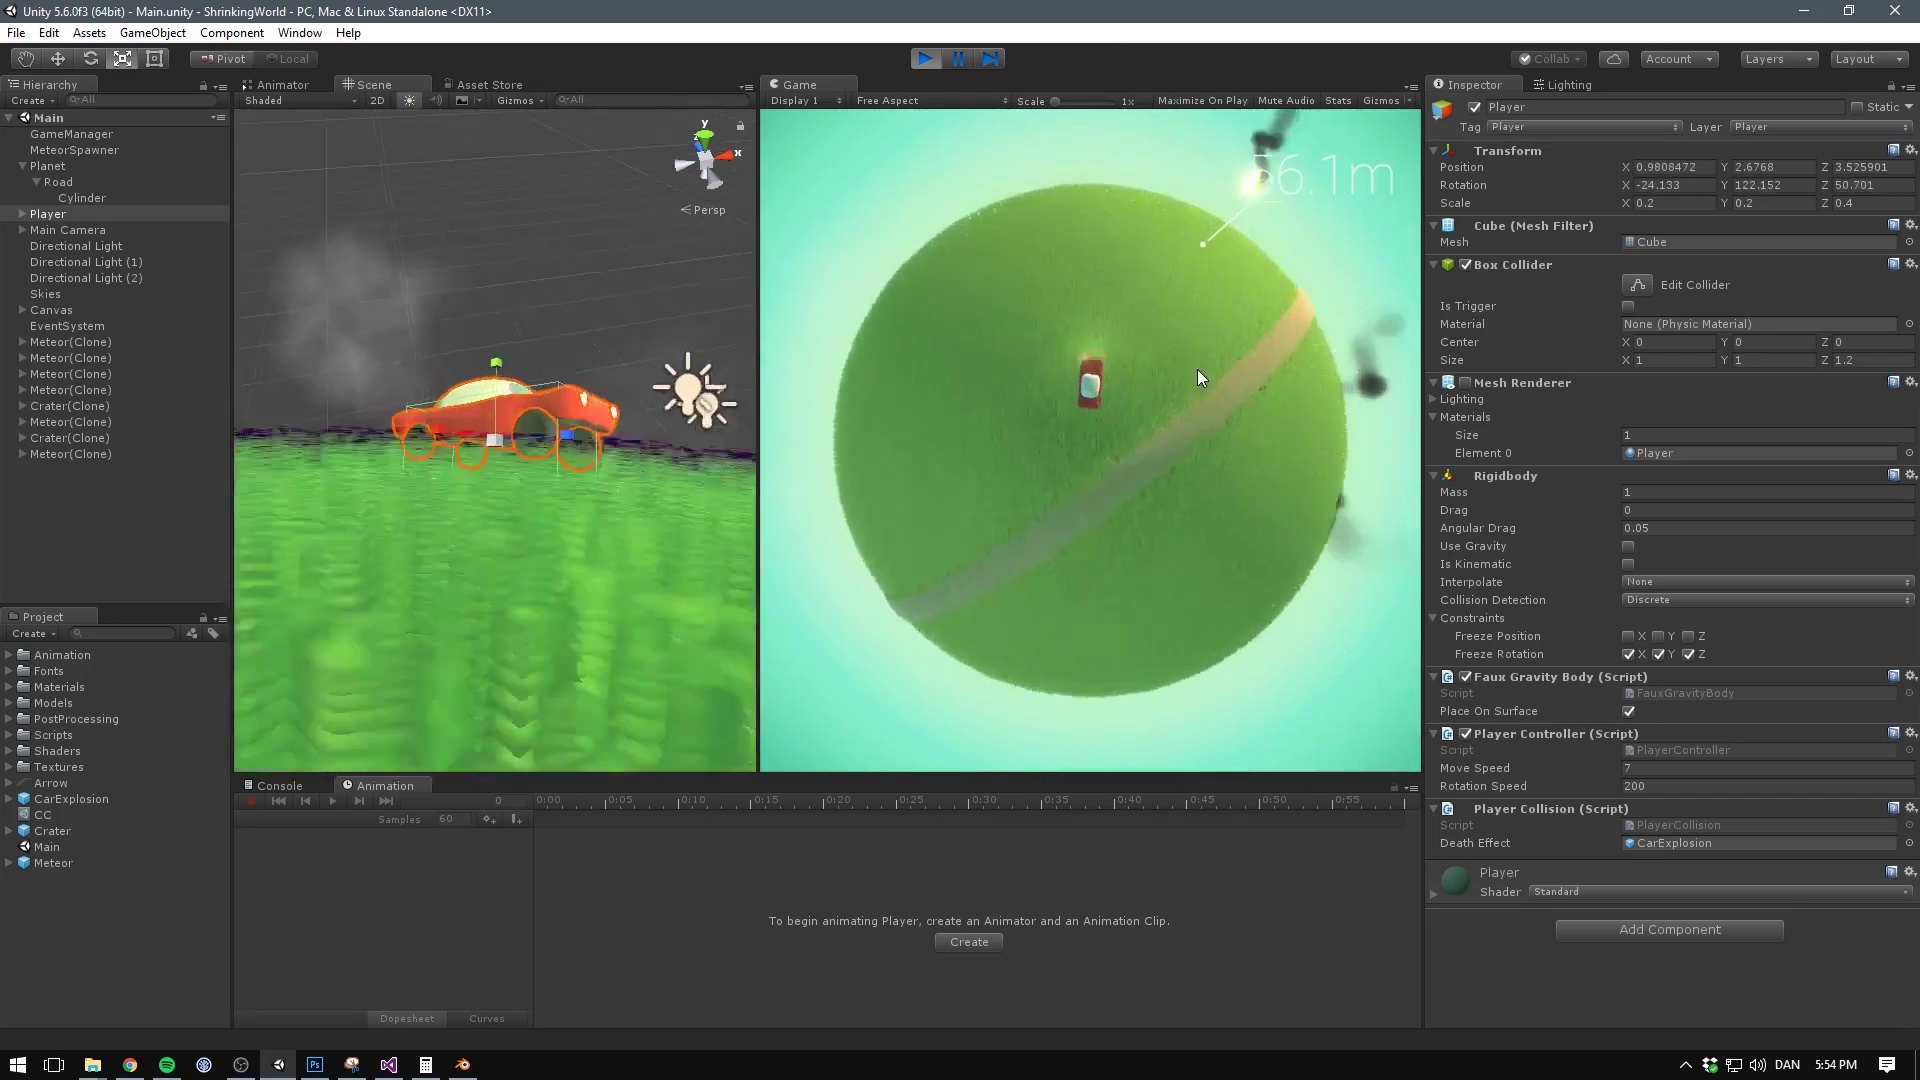 Unity 5.6.0f3 (64bit) - Main.unity - ShrinkingWorld - PC, Mac & Linux Standalone <DX11>
File Edit Assets GameObject Component Window Help
Pivot Local
Collab Account Layers Layout
Hierarchy
Create All
Main
GameManager
MeteorSpawner
Planet
Road
Cylinder
Player
Main Camera
Directional Light
Directional Light (1)
Directional Light (2)
Skies
Canvas
EventSystem
Meteor(Clone)
Meteor(Clone)
Meteor(Clone)
Meteor(Clone)
Crater(Clone)
Meteor(Clone)
Crater(Clone)
Meteor(Clone)
Project
Create
Animation
Fonts
Materials
Models
PostProcessing
Scripts
Shaders
Textures
Arrow
CarExplosion
CC
Crater
Main
Meteor
Animator Scene Asset Store
Shaded 2D Gizmos All
y
x
Persp
Game
Display 1 Free Aspect Scale 1x Maximize On Play Mute Audio Stats Gizmos
56.1m
Console Animation
0 0:00 0:05 0:10 0:15 0:20 0:25 0:30 0:35 0:40 0:45 0:50 0:55
Samples 60
To begin animating Player, create an Animator and an Animation Clip.
Create
Dopesheet Curves
Inspector Lighting
Player Static
Tag Player Layer Player
Transform
Position X 0.9808472 Y 2.6768 Z 3.525901
Rotation X -24.133 Y 122.152 Z 50.701
Scale X 0.2 Y 0.2 Z 0.4
Cube (Mesh Filter)
Mesh Cube
Box Collider
Edit Collider
Is Trigger
Material None (Physic Material)
Center X 0 Y 0 Z 0
Size X 1 Y 1 Z 1.2
Mesh Renderer
Lighting
Materials
Size 1
Element 0 Player
Rigidbody
Mass 1
Drag 0
Angular Drag 0.05
Use Gravity
Is Kinematic
Interpolate None
Collision Detection Discrete
Constraints
Freeze Position X Y Z
Freeze Rotation X Y Z
Faux Gravity Body (Script)
Script FauxGravityBody
Place On Surface
Player Controller (Script)
Script PlayerController
Move Speed 7
Rotation Speed 200
Player Collision (Script)
Script PlayerCollision
Death Effect CarExplosion
Player
Shader Standard
Add Component
Ps
DAN 5:54 PM